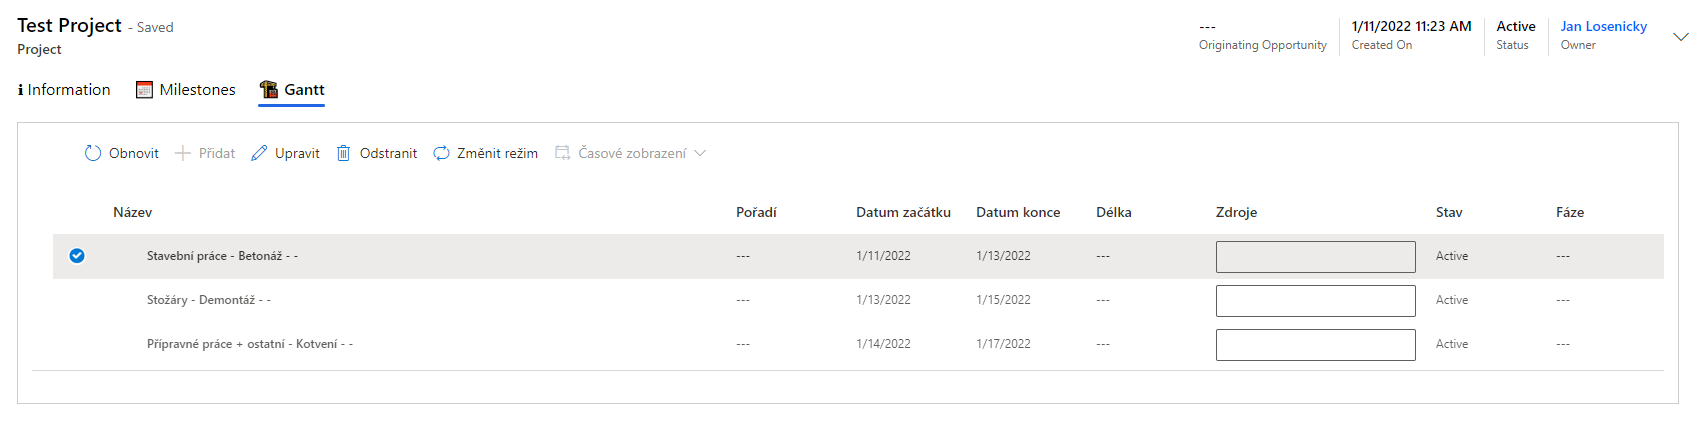 Test Project - Saved
Project
---
Originating Opportunity
1/11/2022 11:23 AM
Created On
Active
Status
Jan Losenicky
Owner
Information Milestones Gantt
Obnovit Přidat Upravit Odstranit Změnit režim Časové zobrazení
Název Pořadí Datum začátku Datum konce Délka Zdroje Stav Fáze
Stavební práce - Betonáž - - --- 1/11/2022 1/13/2022 --- Active ---
Stožáry - Demontáž - - --- 1/13/2022 1/15/2022 --- Active ---
Přípravné práce + ostatní - Kotvení - - --- 1/14/2022 1/17/2022 --- Active ---